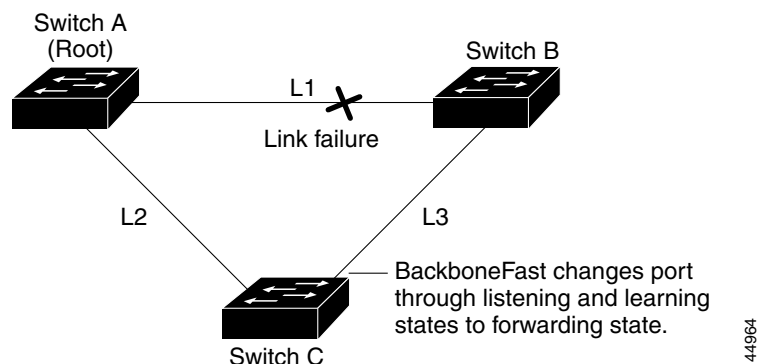 Switch A
(Root)
Switch B
L1
Link failure
L2
L3
BackboneFast changes port
through listening and learning
states to forwarding state.
Switch C
44964